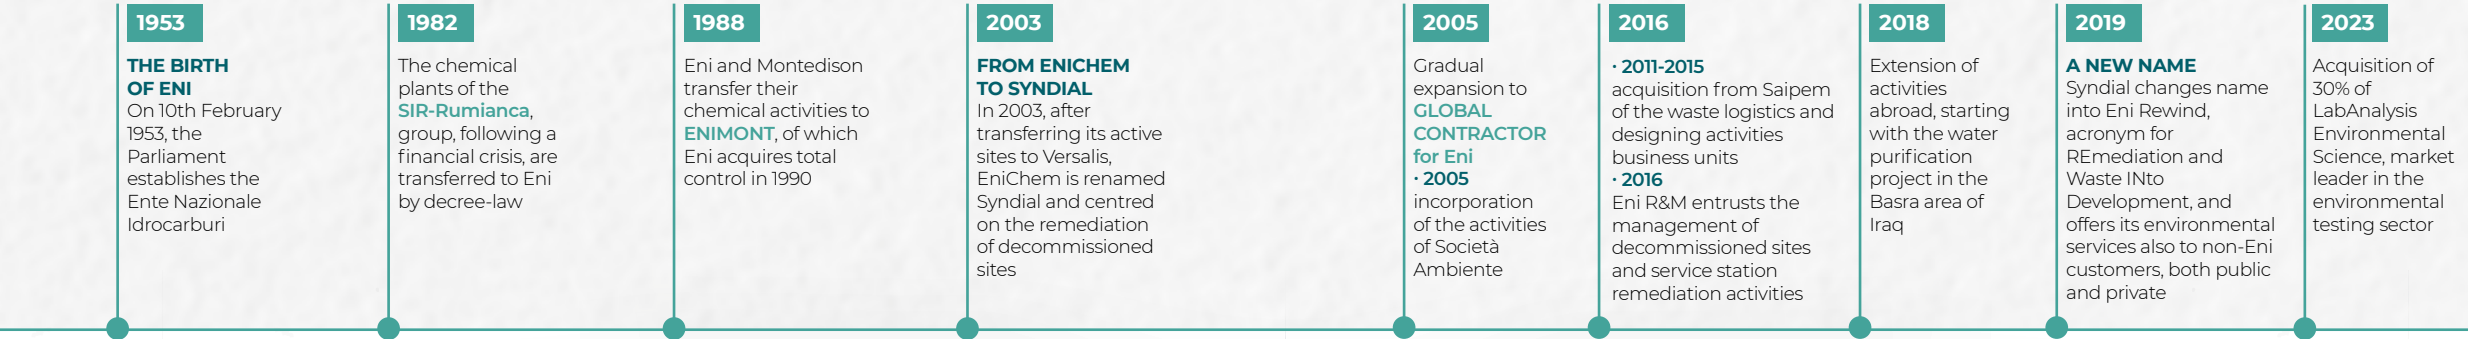 1953
THE BIRTH
OF ENI
On 10th February
1953, the
Parliament
establishes the
Ente Nazionale
Idrocarburi
1982
The chemical
plants of the
SIR-Rumianca,
group, following a
financial crisis, are
transferred to Eni
by decree-law
1988
Eni and Montedison
transfer their
chemical activities to
ENIMONT, of which
Eni acquires total
control in 1990
2003
FROM ENICHEM
TO SYNDIAL
In 2003, after
transferring its active
sites to Versalis,
EniChem is renamed
Syndial and centred
on the remediation
of decommissioned
sites
2005
Gradual
expansion to
GLOBAL
CONTRACTOR
for Eni
· 2005
incorporation
of the activities
of Società
Ambiente
2016
· 2011-2015
acquisition from Saipem
of the waste logistics and
designing activities
business units
· 2016
Eni R&M entrusts the
management of
decommissioned sites
and service station
remediation activities
2018
Extension of
activities
abroad, starting
with the water
purification
project in the
Basra area of
Iraq
2019
A NEW NAME
Syndial changes name
into Eni Rewind,
acronym for
REmediation and
Waste INto
Development, and
offers its environmental
services also to non-Eni
customers, both public
and private
2023
Acquisition of
30% of
LabAnalysis
Environmental
Science, market
leader in the
environmental
testing sector